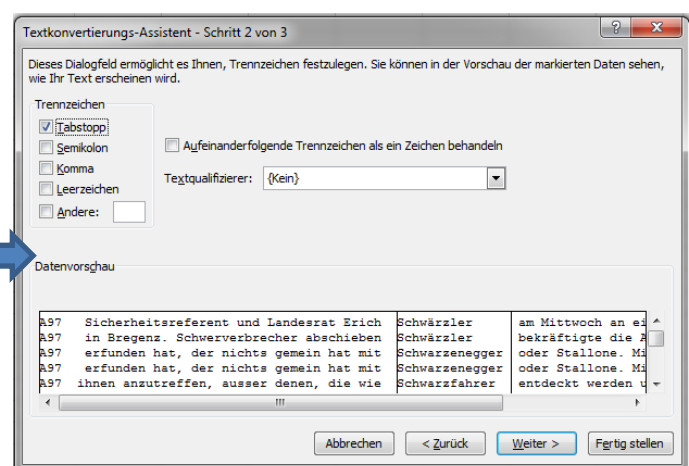 Textkonvertierungs-Assistent - Schritt 2 von 3
Dieses Dialogfeld ermöglicht es Ihnen, Trennzeichen festzulegen. Sie können in der Vorschau der markierten Daten sehen,
wie Ihr Text erscheinen wird.
Trennzeichen
Tabstopp
Semikolon
Komma
Leerzeichen
Andere:
Aufeinanderfolgende Trennzeichen als ein Zeichen behandeln
Textqualifizierer: {Kein}
Datenvorschau
A97 Sicherheitsreferent und Landesrat Erich Schwärzler am Mittwoch an ei
A97 in Bregenz. Schwerverbrecher abschieben Schwärzler bekräftigte die A
A97 erfunden hat, der nichts gemein hat mit Schwarzenegger oder Stallone. Mi
A97 erfunden hat, der nichts gemein hat mit Schwarzenegger oder Stallone. Mi
A97 ihnen anzutreffen, ausser denen, die wie Schwarzfahrer entdeckt werden u
Abbrechen < Zurück Weiter > Fertig stellen